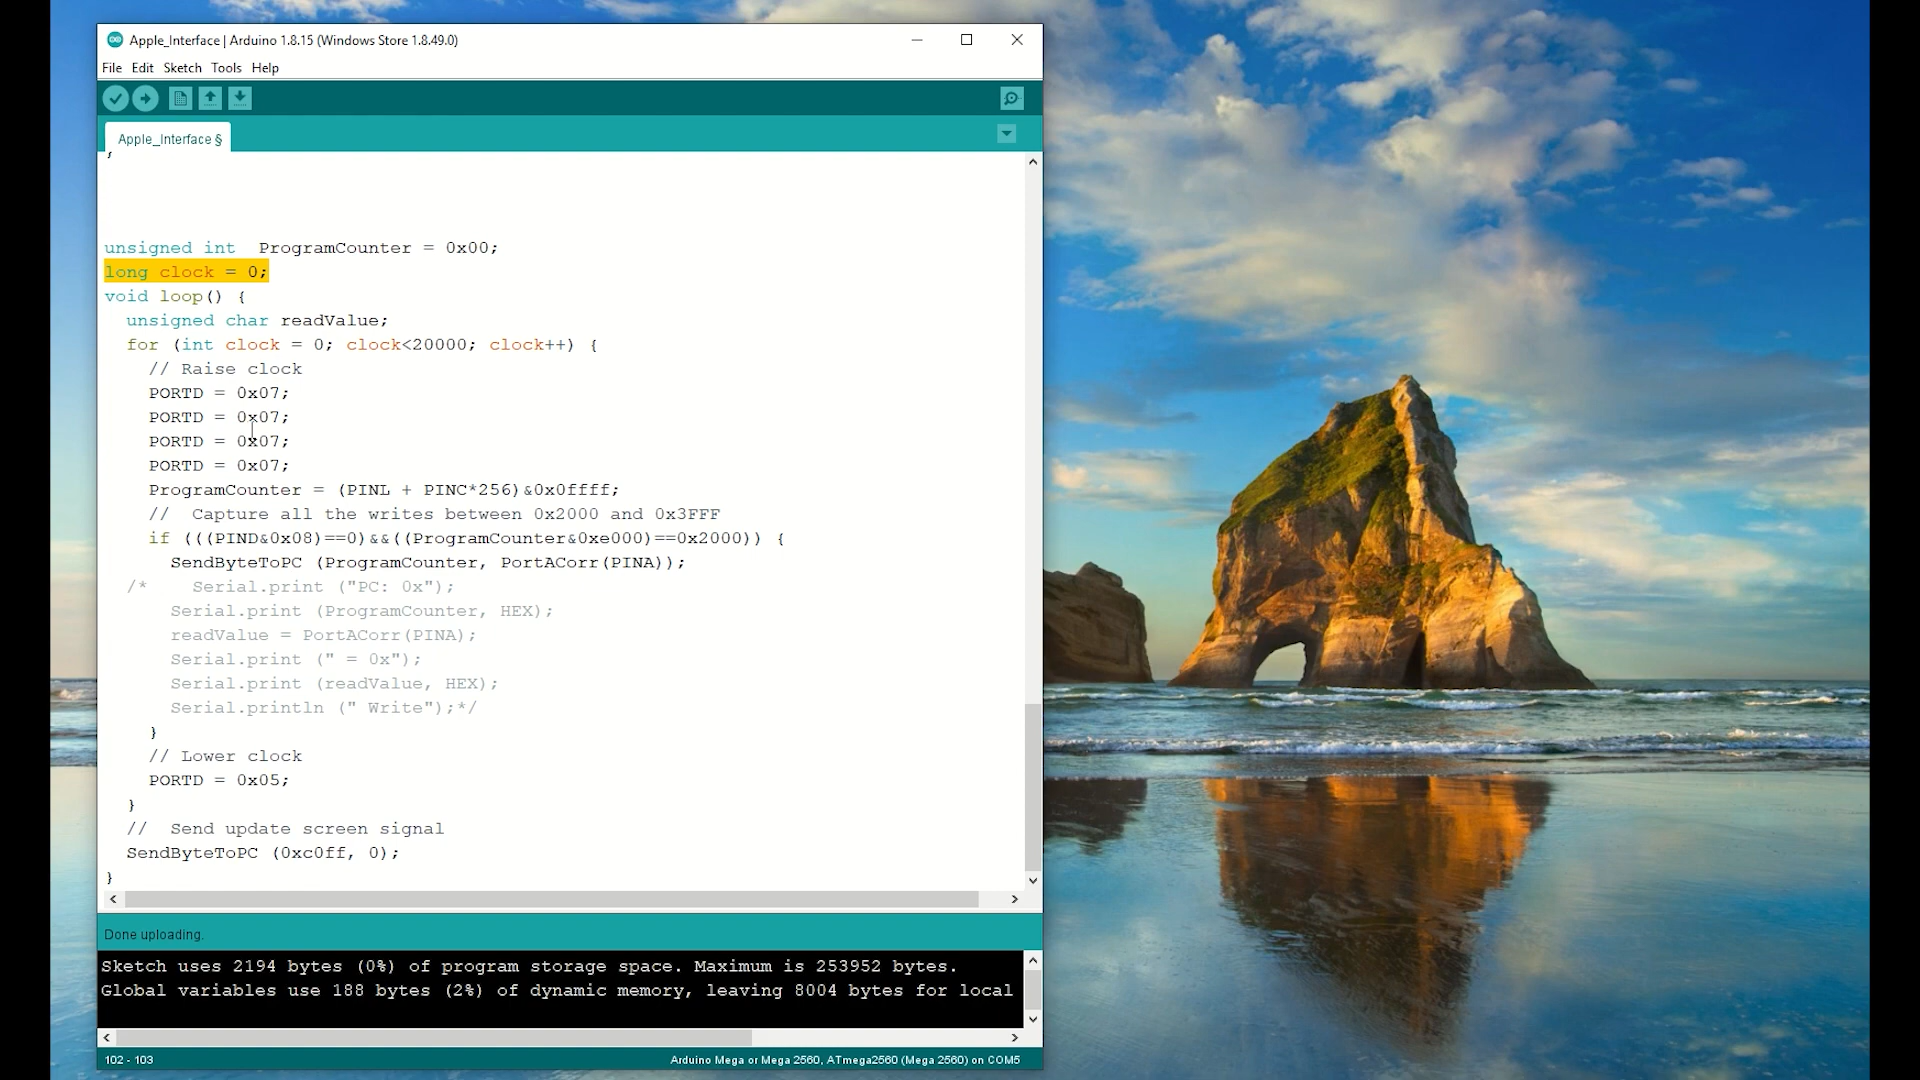 Apple_Interface | Arduino 1.8.15 (Windows Store 1.8.49.0)
File Edit Sketch Tools Help
Apple_Interface §
}
unsigned int  ProgramCounter = 0x00;
long clock = 0;
void loop() {
  unsigned char readValue;
  for (int clock = 0; clock<20000; clock++) {
    // Raise clock
    PORTD = 0x07;
    PORTD = 0x07;
    PORTD = 0x07;
    PORTD = 0x07;
    ProgramCounter = (PINL + PINC*256)&0x0ffff;
    //  Capture all the writes between 0x2000 and 0x3FFF
    if (((PIND&0x08)==0)&&((ProgramCounter&0xe000)==0x2000)) {
      SendByteToPC (ProgramCounter, PortACorr(PINA));
  /*    Serial.print ("PC: 0x");
      Serial.print (ProgramCounter, HEX);
      readValue = PortACorr(PINA);
      Serial.print (" = 0x");
      Serial.print (readValue, HEX);
      Serial.println (" Write");*/
    }
    // Lower clock
    PORTD = 0x05;
  }
  //  Send update screen signal
  SendByteToPC (0xc0ff, 0);
}
Done uploading.
Sketch uses 2194 bytes (0%) of program storage space. Maximum is 253952 bytes.
Global variables use 188 bytes (2%) of dynamic memory, leaving 8004 bytes for local
102 - 103 Arduino Mega or Mega 2560, ATmega2560 (Mega 2560) on COM5